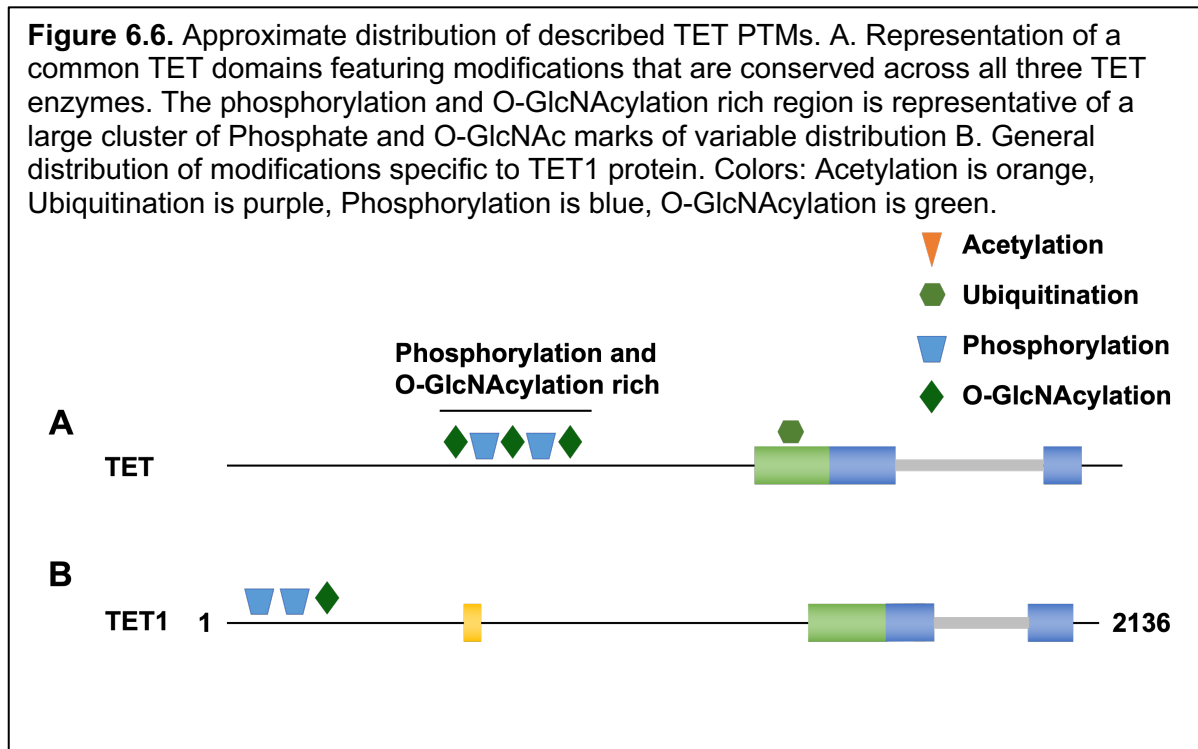 Figure 6.6. Approximate distribution of described TET PTMs. A. Representation of a
common TET domains featuring modifications that are conserved across all three TET
enzymes. The phosphorylation and O-GlcNAcylation rich region is representative of a
large cluster of Phosphate and O-GlcNAc marks of variable distribution B. General
distribution of modifications specific to TET1 protein. Colors: Acetylation is orange,
Ubiquitination is purple, Phosphorylation is blue, O-GlcNAcylation is green.
Acetylation
Ubiquitination
Phosphorylation
O-GlcNAcylation
Phosphorylation and
O-GlcNAcylation rich
A
TET
B
TET1 1 2136